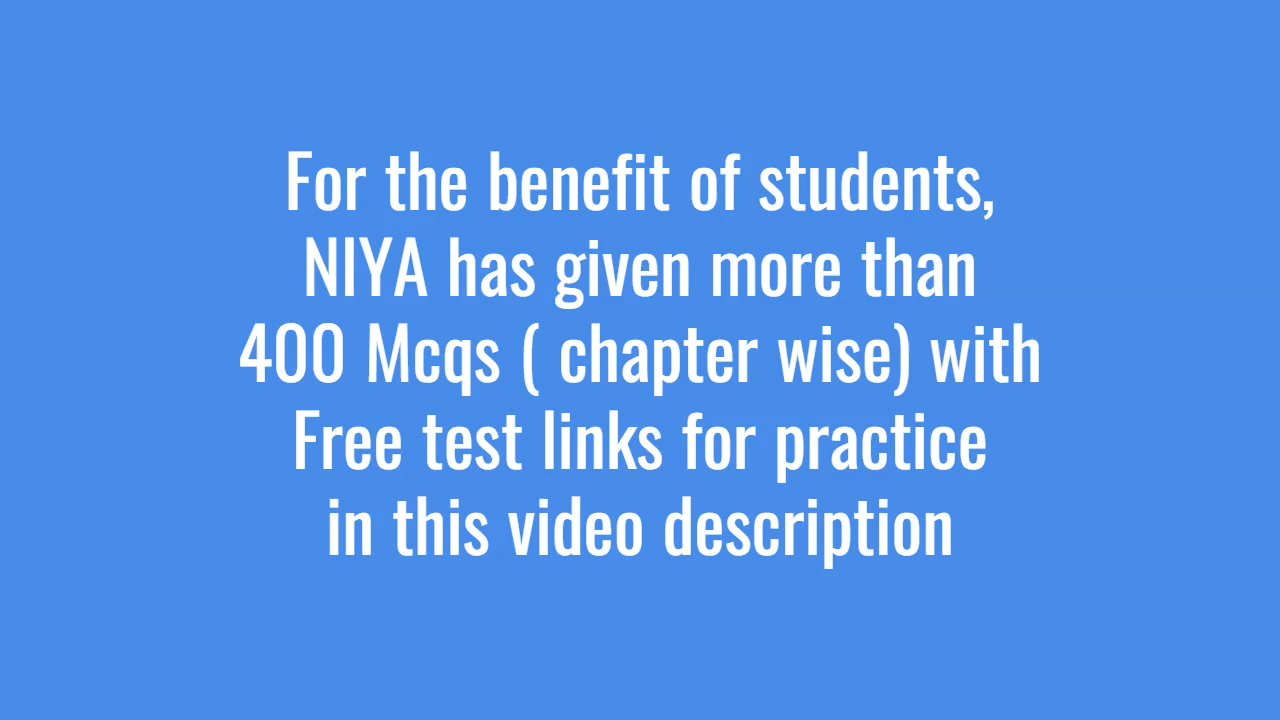 For the benefit of students,
NIYA has given more than
400 Mcqs ( chapter wise) with
Free test links for practice
in this video description